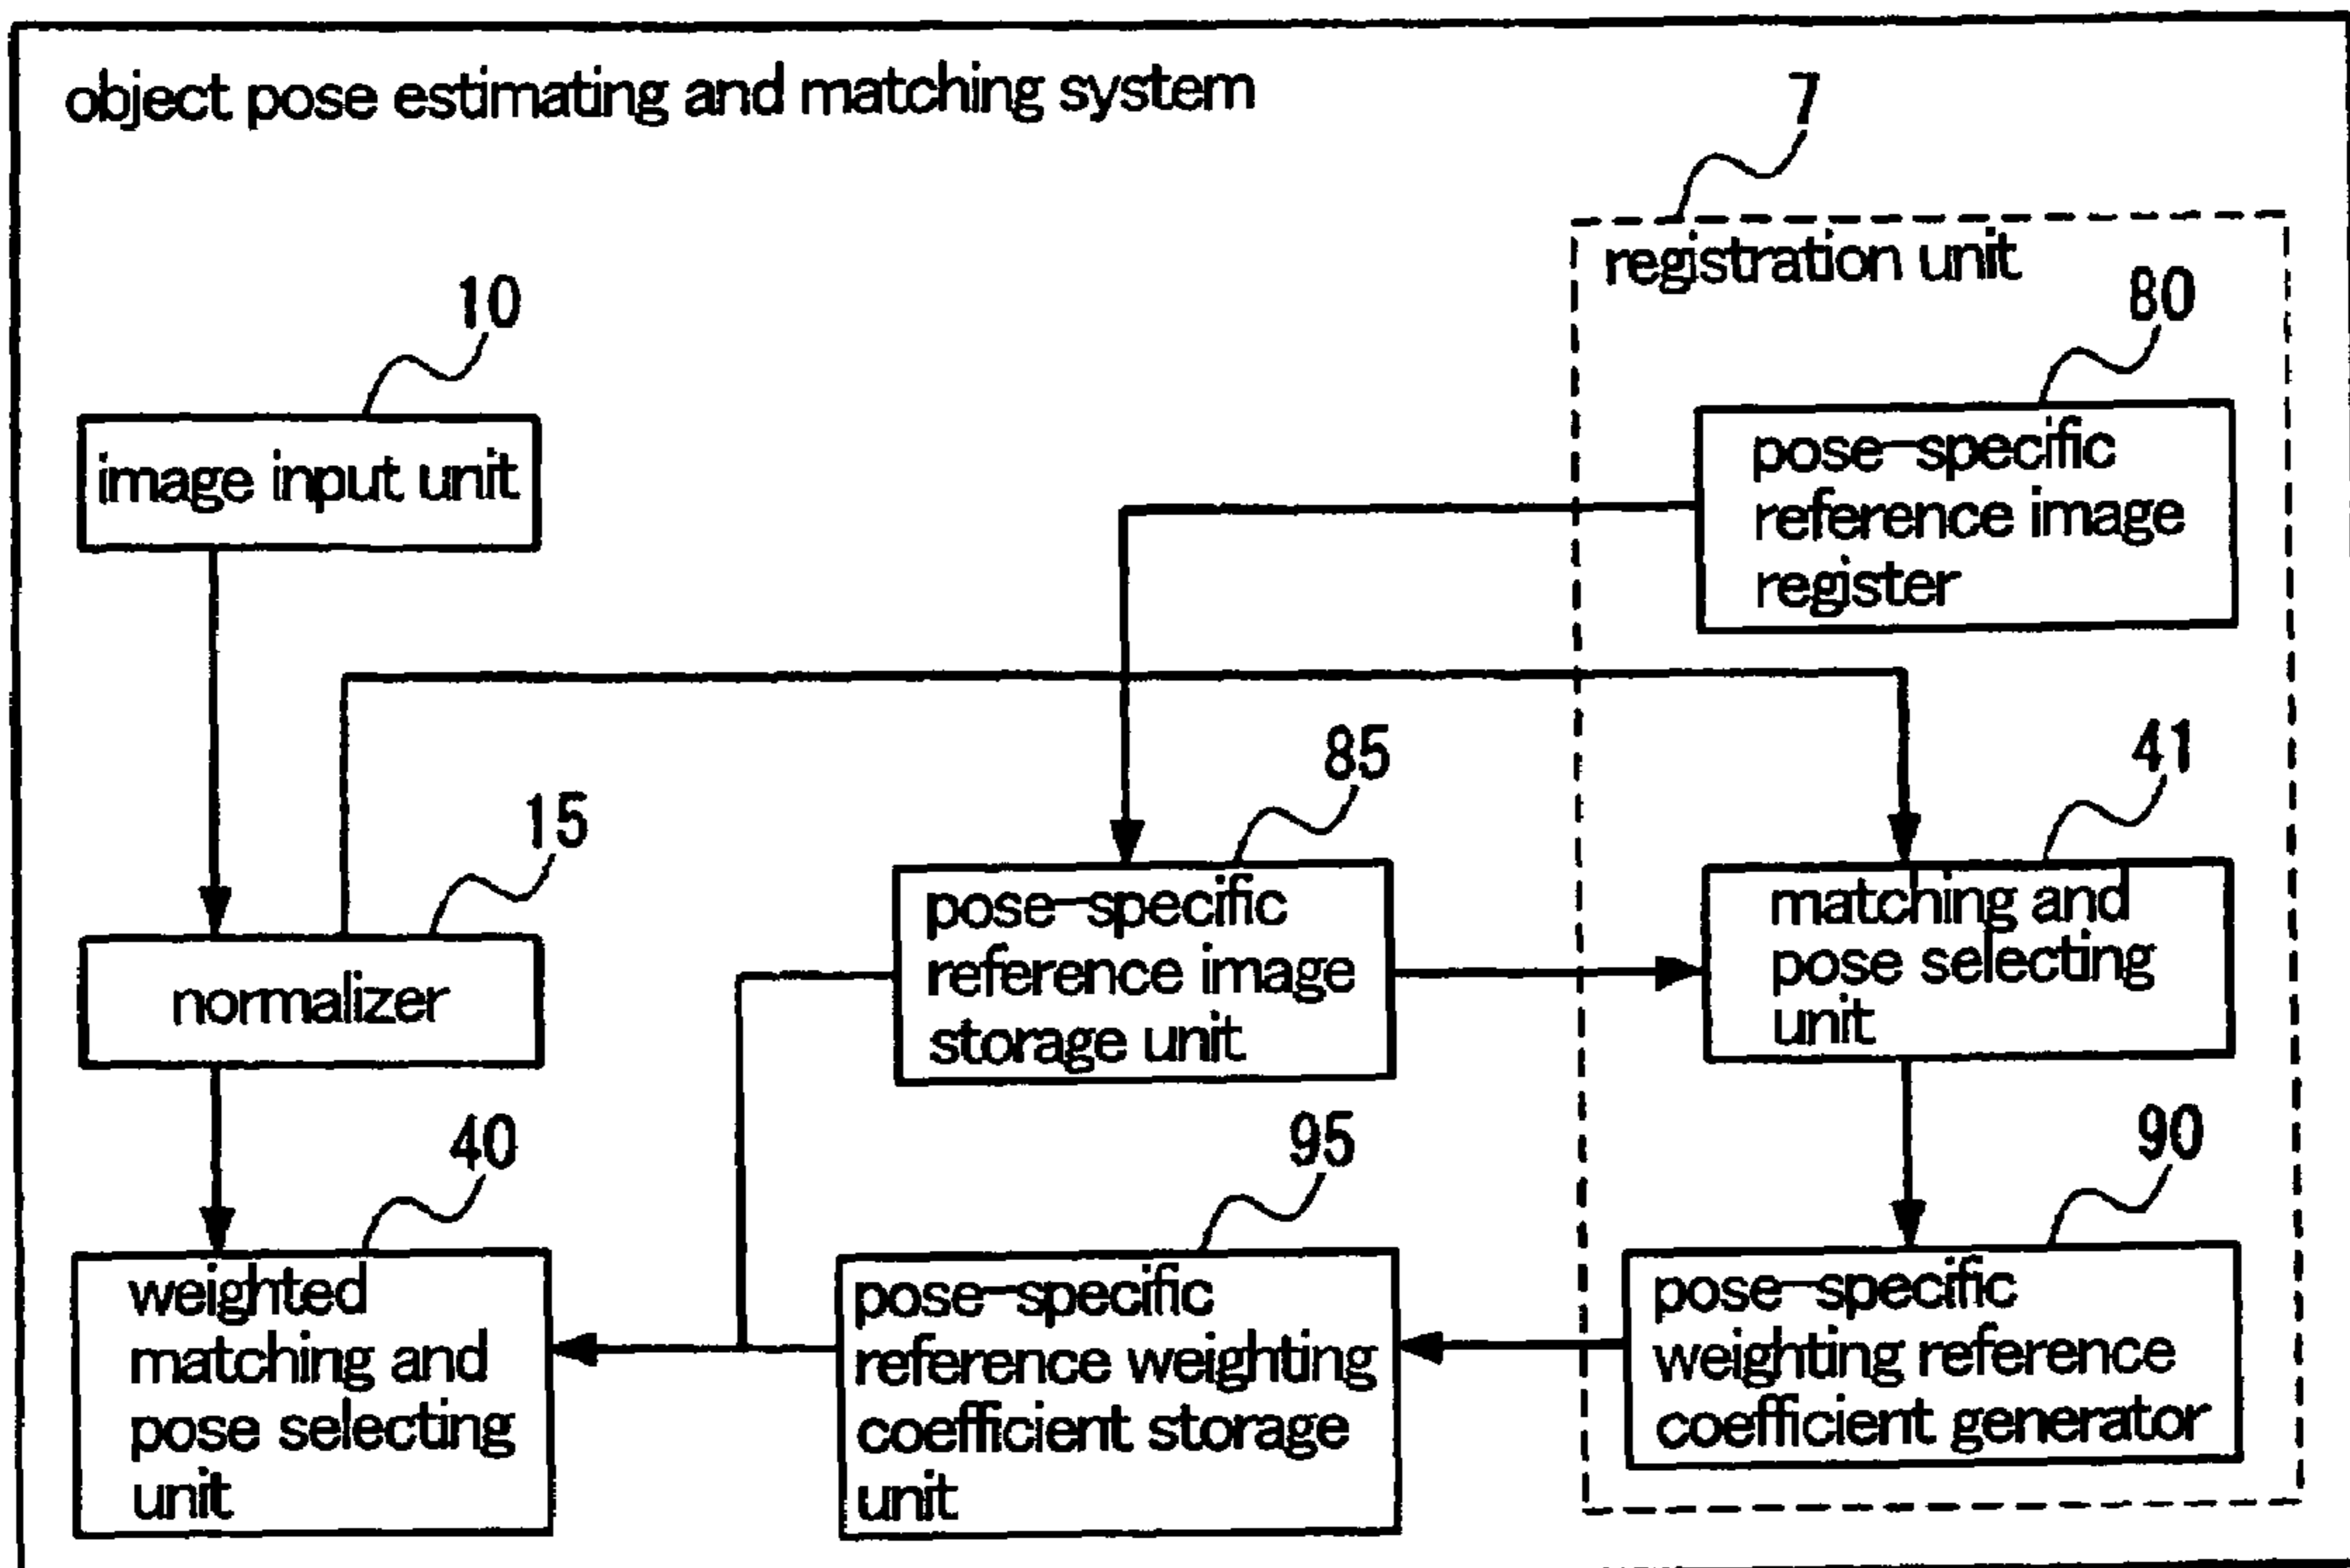 object pose estimating and matching system
7
registration unit
10
80
image input unit
pose-specific
reference image
register
85
41
15
pose-specific
reference image
storage unit
matching and
pose selecting
unit
normalizer
40
95
90
weighted
matching and
pose selecting
unit
pose-specific
reference weighting
coefficient storage
unit
pose-specific
weighting reference
coefficient generator